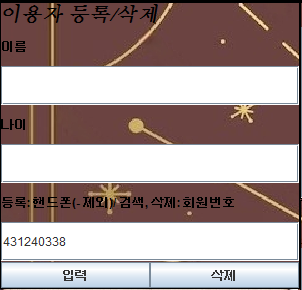 이용자 등록/삭제
이름
나이
등록:핸드폰(-제외)/ 검색,삭제:회원번호
431240338
입력 삭제